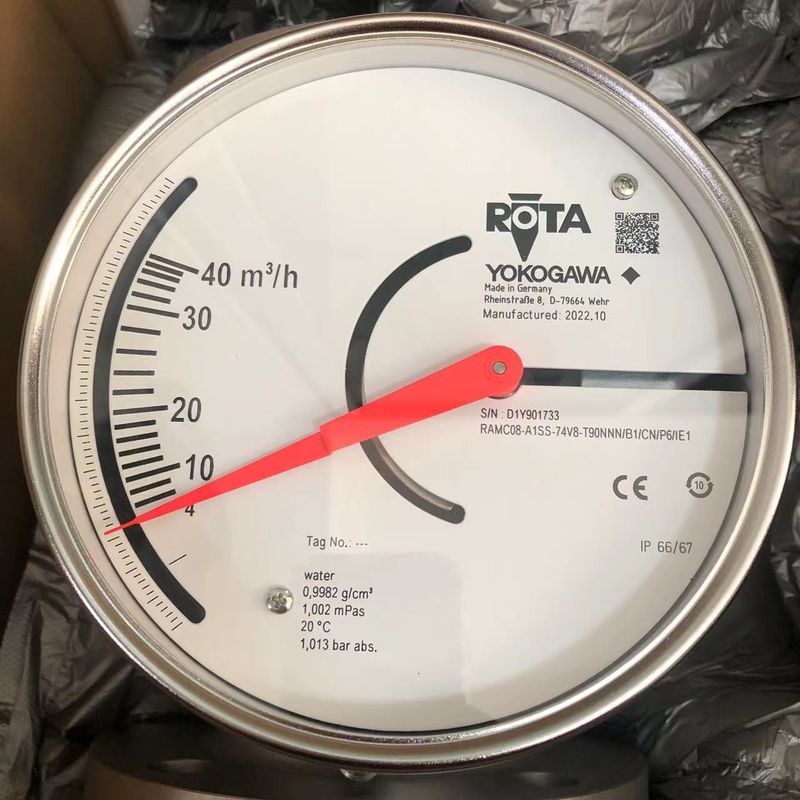 ROTA
YOKOGAWA
Made in Germany
Rheinstraße 8, D-79664 Wehr
Manufactured: 2022.10
40 m³/h
30
20
10
4
S/N : D1Y901733
RAMC08-A1SS-74V8-T90NNN/B1/CN/P6/IE1
CE
10
IP 66/67
Tag No.: ---
water
0,9982 g/cm³
1,002 mPas
20 °C
1,013 bar abs.